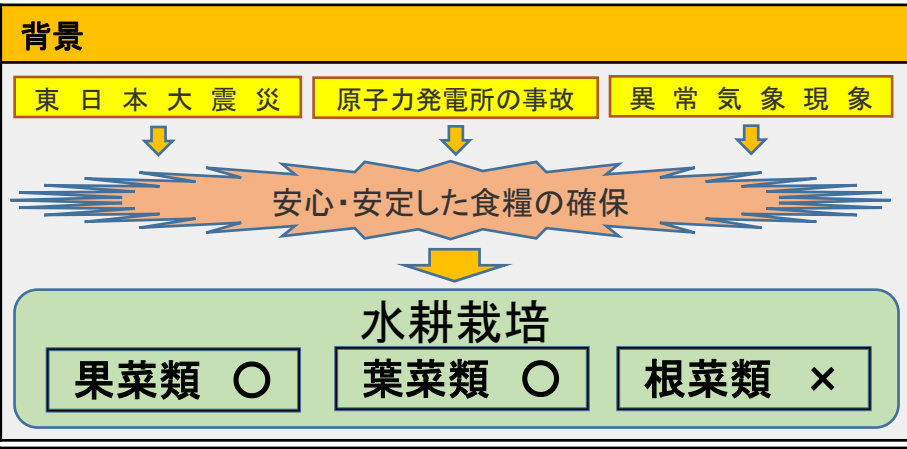 背景
東日本大震災
原子力発電所の事故
異常気象現象
安心・安定した食糧の確保
水耕栽培
果菜類 ○
葉菜類 ○
根菜類 ×